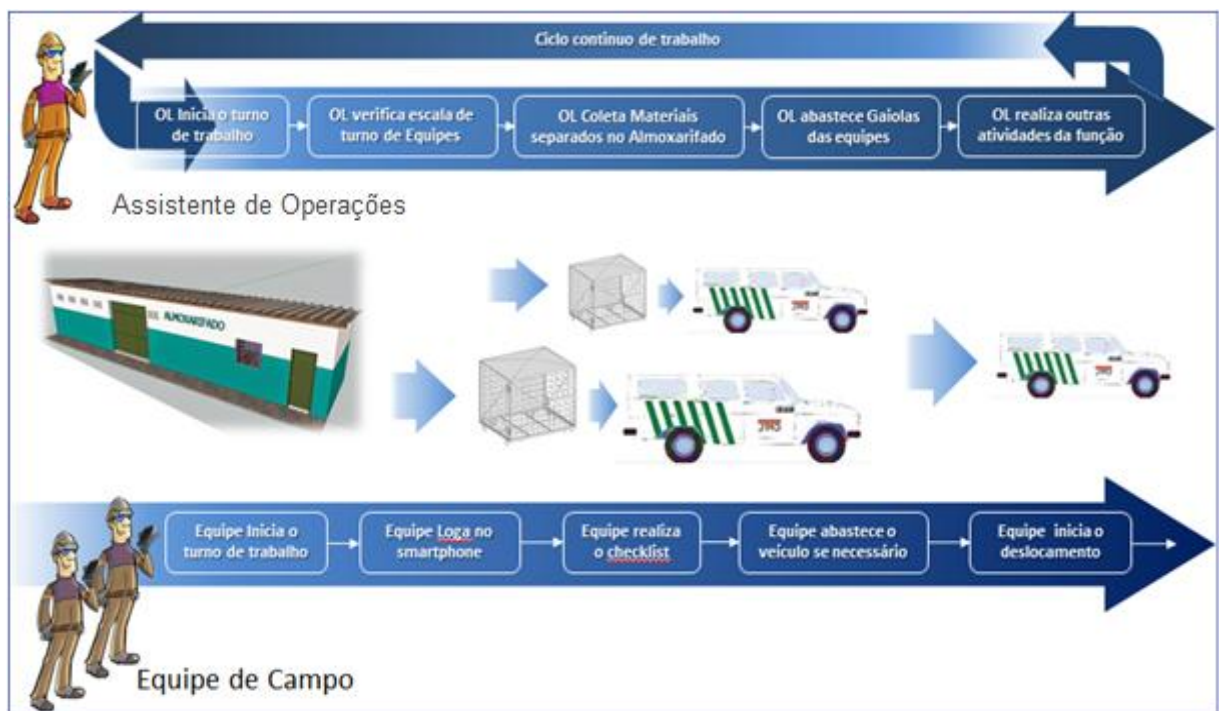 Ciclo contínuo de trabalho
OL Inicia o turno
de trabalho
OL verifica escala de
turno de Equipes
OL Coleta Materiais
separados no Almoxarifado
OL abastece Gaiolas
das equipes
OL realiza outras
atividades da função
Assistente de Operações
ALMOXARIFADO
Equipe Inicia o
turno de trabalho
Equipe Loga no
smartphone
Equipe realiza
o checklist
Equipe abastece o
veículo se necessário
Equipe inicia o
deslocamento
Equipe de Campo